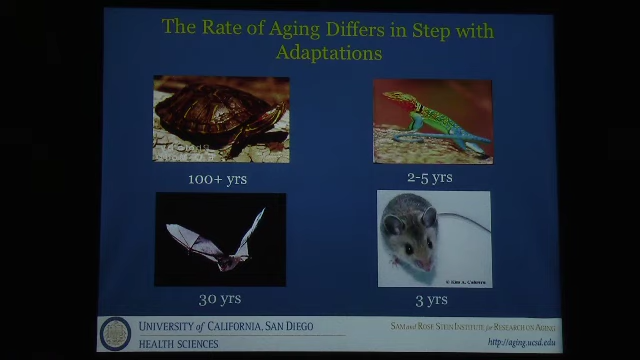 The Rate of Aging Differs in Step with
Adaptations
100+ yrs
2-5 yrs
30 yrs
3 yrs
UNIVERSITY of CALIFORNIA, SAN DIEGO
HEALTH SCIENCES
SAM AND ROSE STEIN INSTITUTE for RESEARCH ON AGING
http://aging.ucsd.edu